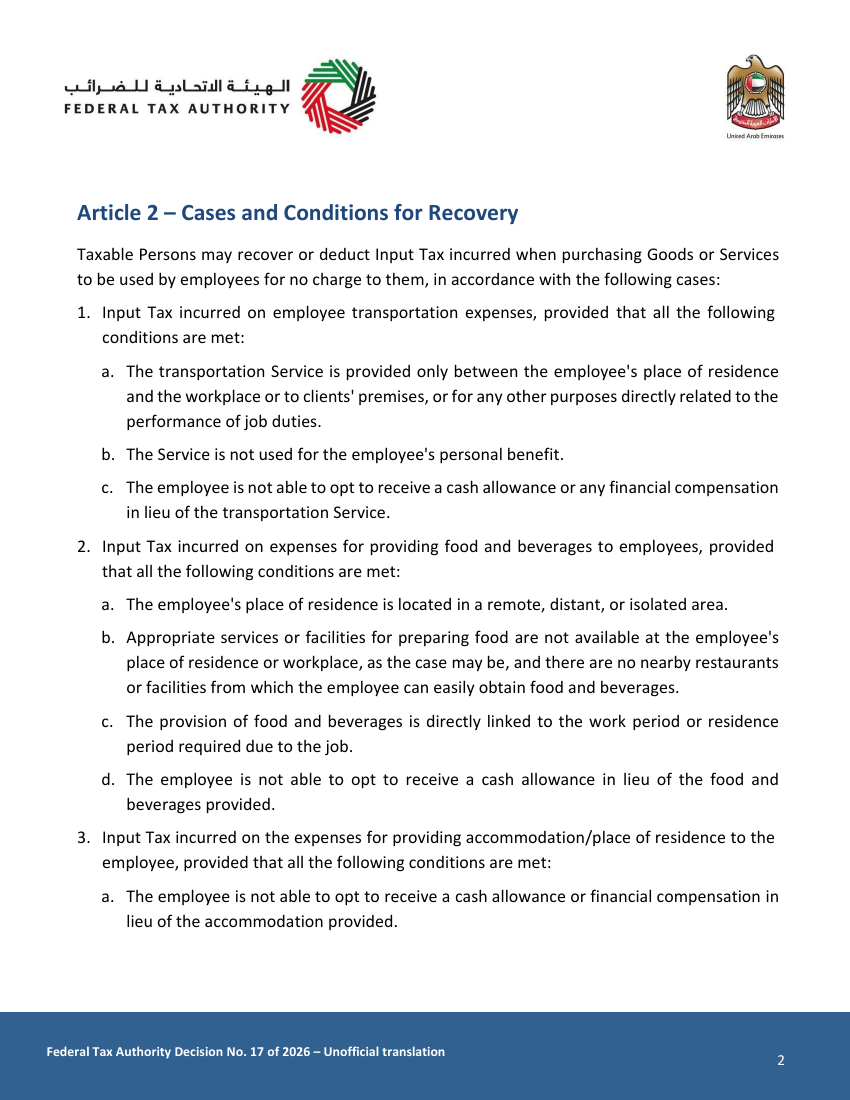 الـهـيـئـة الاتحـاديـة للـضـرائـب
FEDERAL TAX AUTHORITY
United Arab Emirates
Article 2 – Cases and Conditions for Recovery
Taxable Persons may recover or deduct Input Tax incurred when purchasing Goods or Services
to be used by employees for no charge to them, in accordance with the following cases:
1. Input Tax incurred on employee transportation expenses, provided that all the following
conditions are met:
a. The transportation Service is provided only between the employee's place of residence
and the workplace or to clients' premises, or for any other purposes directly related to the
performance of job duties.
b. The Service is not used for the employee's personal benefit.
c. The employee is not able to opt to receive a cash allowance or any financial compensation
in lieu of the transportation Service.
2. Input Tax incurred on expenses for providing food and beverages to employees, provided
that all the following conditions are met:
a. The employee's place of residence is located in a remote, distant, or isolated area.
b. Appropriate services or facilities for preparing food are not available at the employee's
place of residence or workplace, as the case may be, and there are no nearby restaurants
or facilities from which the employee can easily obtain food and beverages.
c. The provision of food and beverages is directly linked to the work period or residence
period required due to the job.
d. The employee is not able to opt to receive a cash allowance in lieu of the food and
beverages provided.
3. Input Tax incurred on the expenses for providing accommodation/place of residence to the
employee, provided that all the following conditions are met:
a. The employee is not able to opt to receive a cash allowance or financial compensation in
lieu of the accommodation provided.
Federal Tax Authority Decision No. 17 of 2026 – Unofficial translation
2